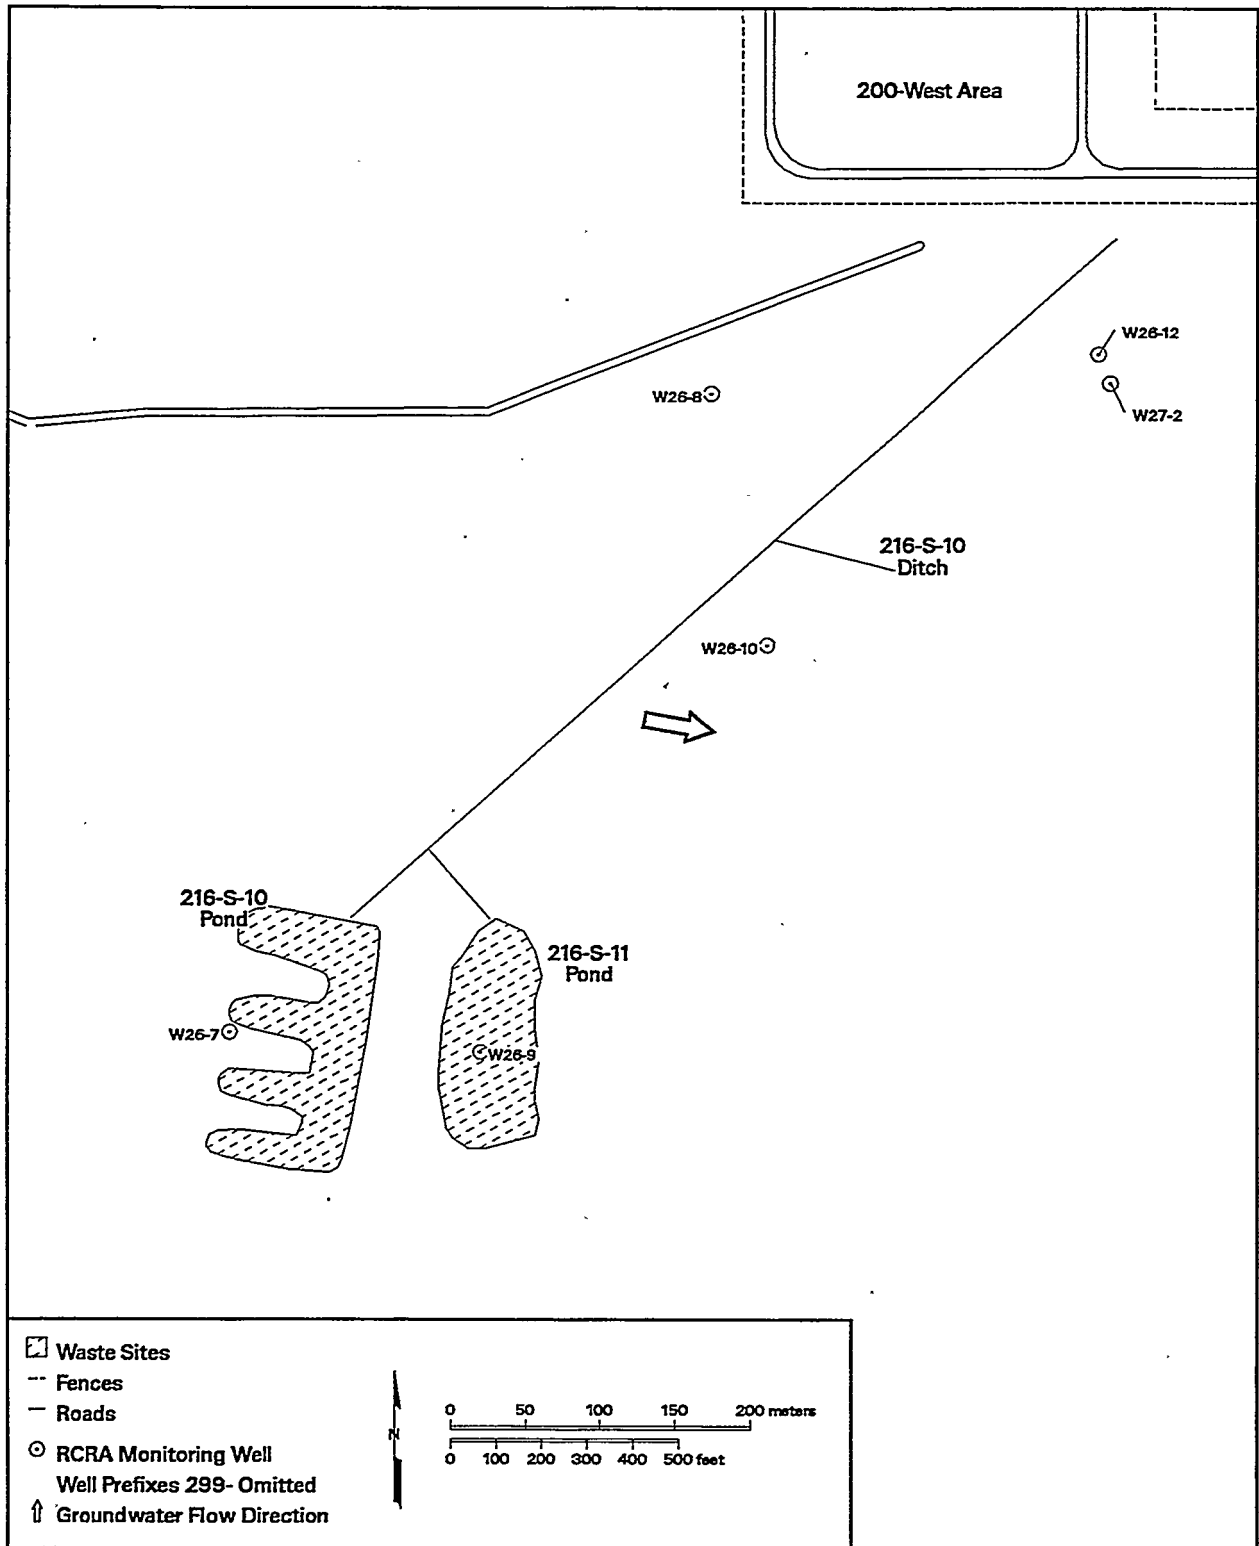 200-West Area
W26-12
W26-8
W27-2
216-S-10
Ditch
W26-10
216-S-10
Pond
216-S-11
Pond
W26-7
W26-9
Waste Sites
Fences
Roads
RCRA Monitoring Well
Well Prefixes 299- Omitted
Groundwater Flow Direction
N
0 50 100 150 200 meters
0 100 200 300 400 500 feet